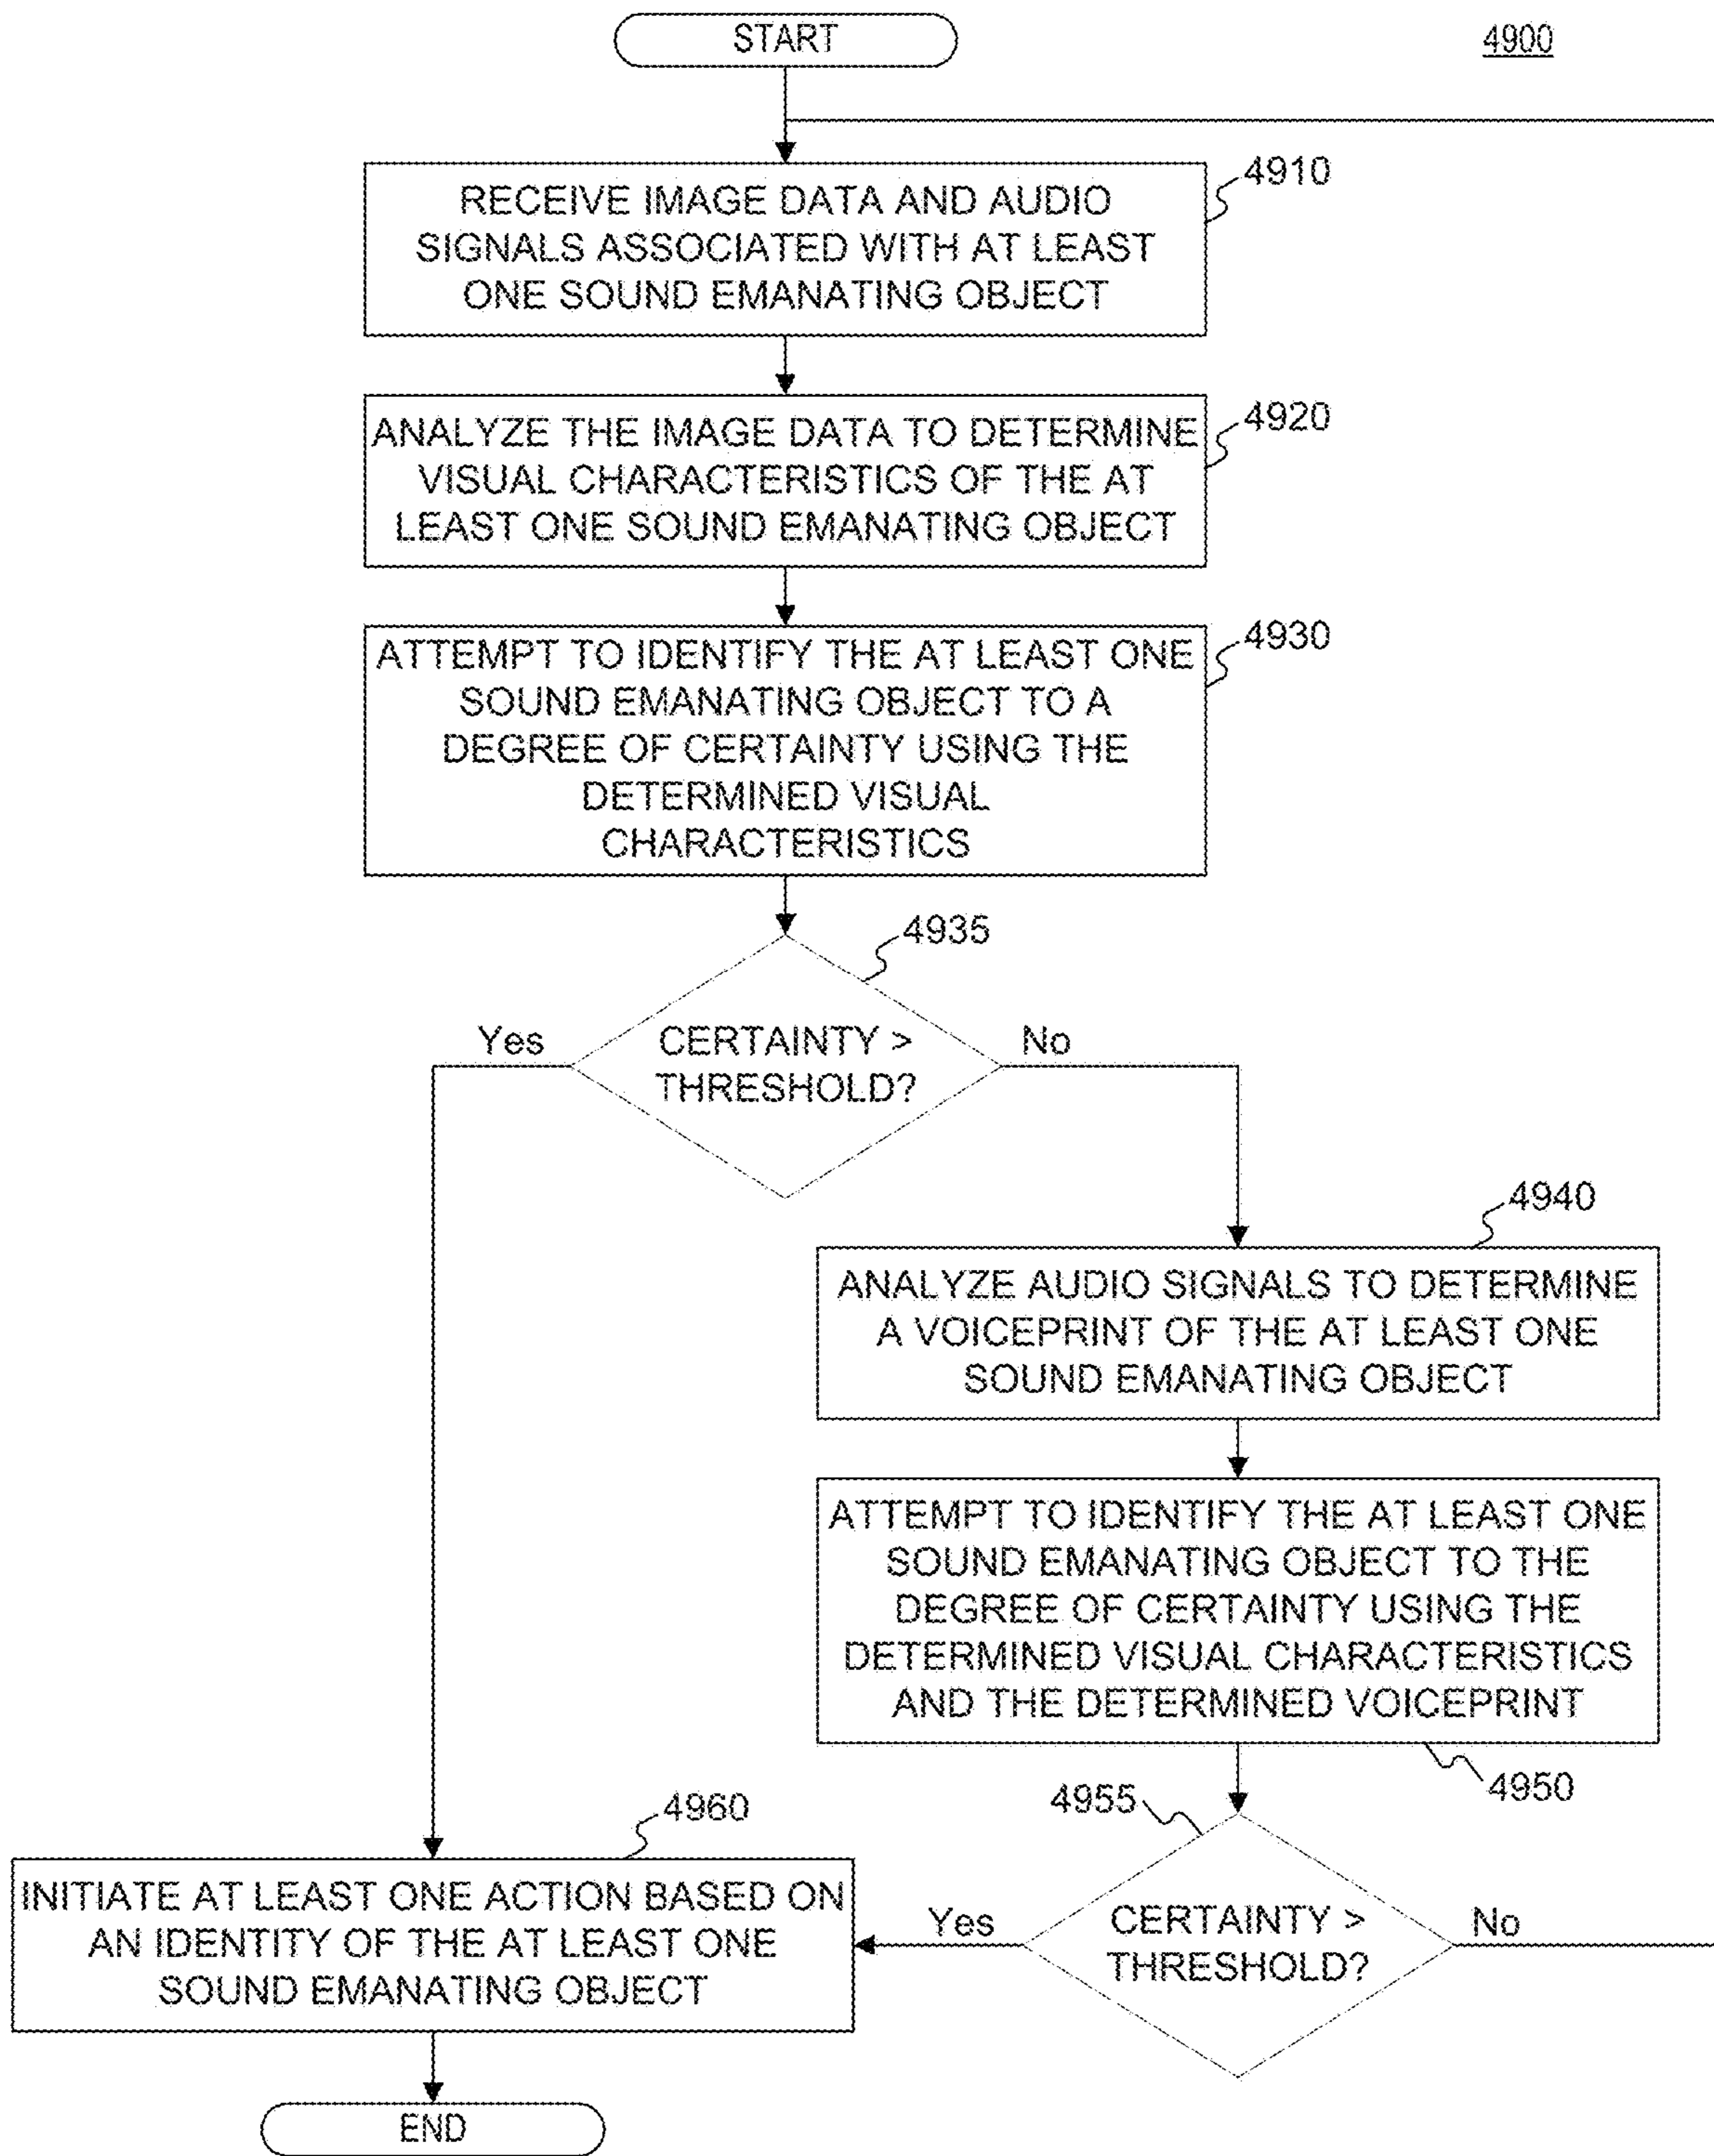 START
4900
4910
RECEIVE IMAGE DATA AND AUDIO
SIGNALS ASSOCIATED WITH AT LEAST
ONE SOUND EMANATING OBJECT
4920
ANALYZE THE IMAGE DATA TO DETERMINE
VISUAL CHARACTERISTICS OF THE AT
LEAST ONE SOUND EMANATING OBJECT
4930
ATTEMPT TO IDENTIFY THE AT LEAST ONE
SOUND EMANATING OBJECT TO A
DEGREE OF CERTAINTY USING THE
DETERMINED VISUAL
CHARACTERISTICS
4935
Yes
CERTAINTY >
THRESHOLD?
No
4940
ANALYZE AUDIO SIGNALS TO DETERMINE
A VOICEPRINT OF THE AT LEAST ONE
SOUND EMANATING OBJECT
ATTEMPT TO IDENTIFY THE AT LEAST ONE
SOUND EMANATING OBJECT TO THE
DEGREE OF CERTAINTY USING THE
DETERMINED VISUAL CHARACTERISTICS
AND THE DETERMINED VOICEPRINT
4950
4955
4960
INITIATE AT LEAST ONE ACTION BASED ON
AN IDENTITY OF THE AT LEAST ONE
SOUND EMANATING OBJECT
Yes
CERTAINTY >
THRESHOLD?
No
END